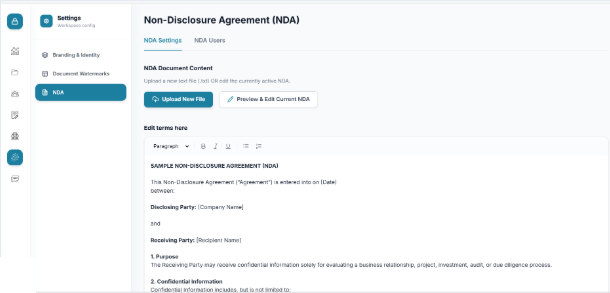 Settings
Workspace config
Branding & Identity
Document Watermarks
NDA
Non-Disclosure Agreement (NDA)
NDA Settings
NDA Users
NDA Document Content
Upload a new text file (.txt) OR edit the currently active NDA.
Upload New File
Preview & Edit Current NDA
Edit terms here
Paragraph
B I U
SAMPLE NON-DISCLOSURE AGREEMENT (NDA)
This Non-Disclosure Agreement ("Agreement") is entered into on [Date]
between:
Disclosing Party: [Company Name]
and
Receiving Party: [Recipient Name]
1. Purpose
The Receiving Party may receive confidential information solely for evaluating a business relationship, project, investment, audit, or due diligence process.
2. Confidential Information
Confidential Information includes, but is not limited to: